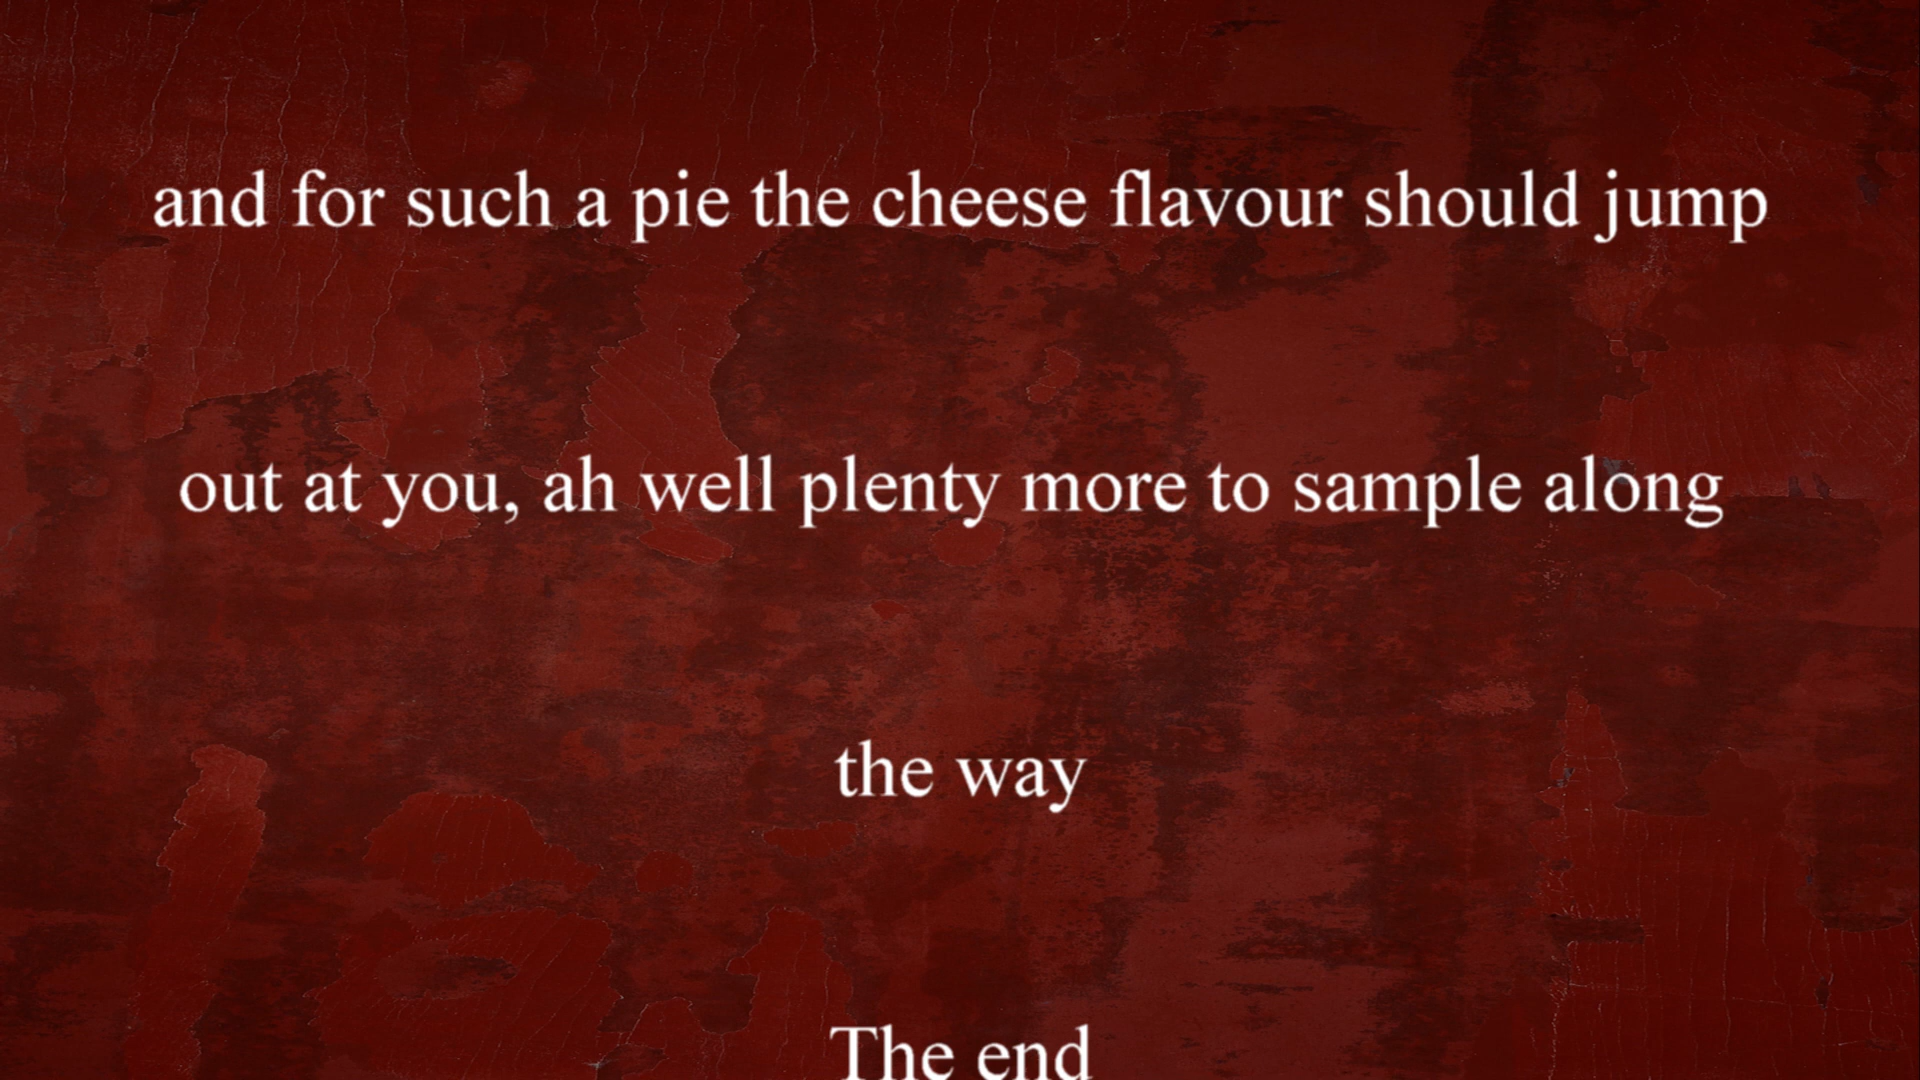 and for such a pie the cheese flavour should jump
out at you, ah well plenty more to sample along
the way
The end